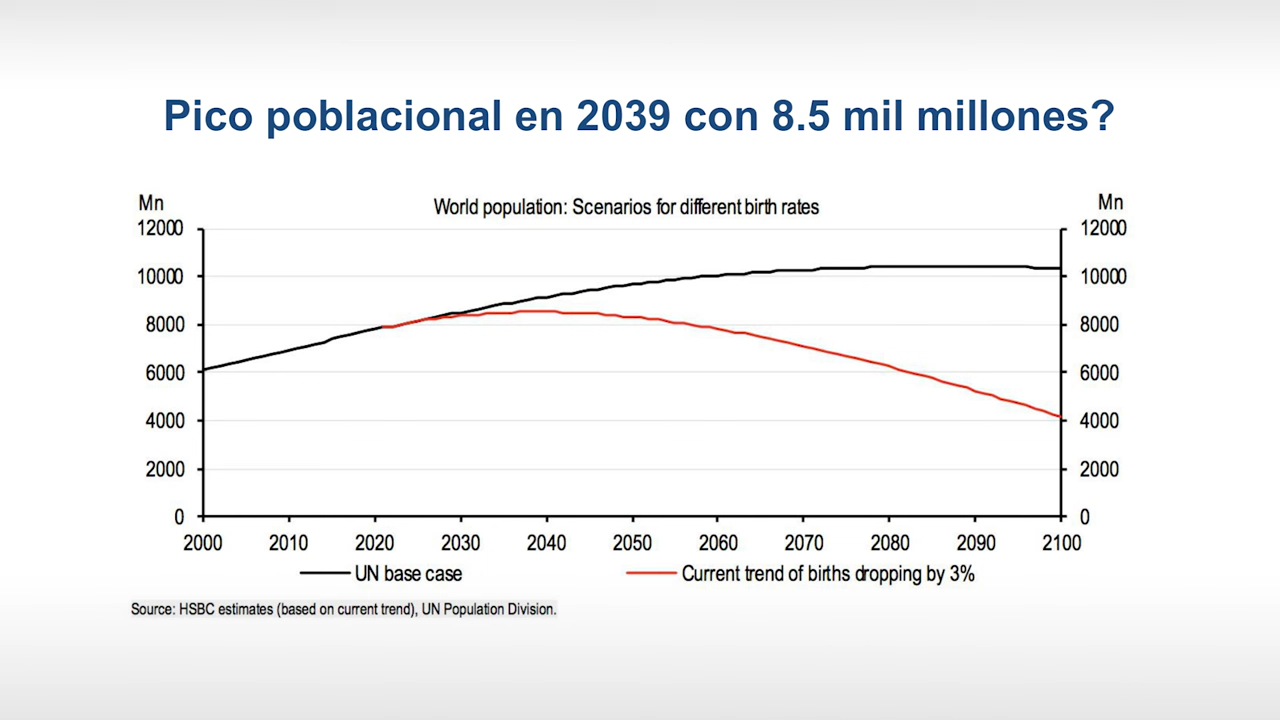 Pico poblacional en 2039 con 8.5 mil millones?
Mn
World population: Scenarios for different birth rates
Mn
12000
12000
10000
10000
8000
8000
6000
6000
4000
4000
2000
2000
0
0
2000 2010 2020 2030 2040 2050 2060 2070 2080 2090 2100
UN base case
Current trend of births dropping by 3%
Source: HSBC estimates (based on current trend), UN Population Division.